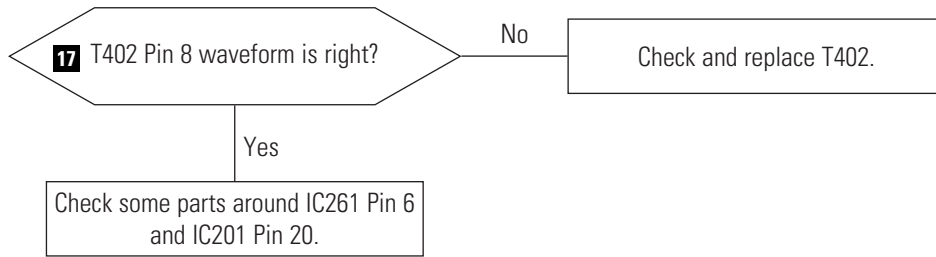 17 T402 Pin 8 waveform is right?
No
Check and replace T402.
Yes
Check some parts around IC261 Pin 6
and IC201 Pin 20.